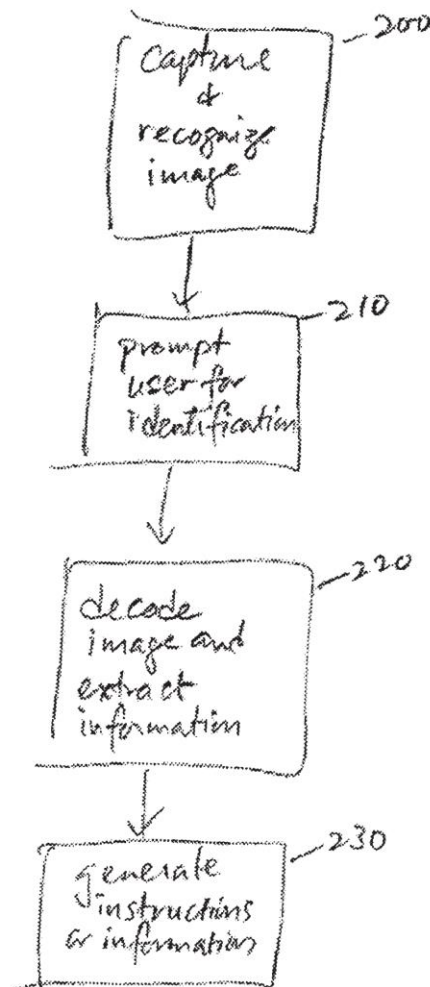 200
capture
&
recognize
image
210
prompt
user for
identification
220
decode
image and
extract
information
230
generate
instructions
or information